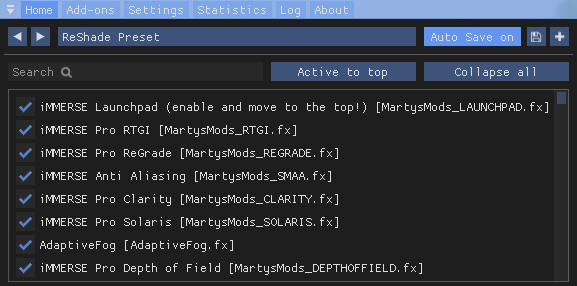 Home Add-ons Settings Statistics Log About
ReShade Preset Auto Save on
Search Active to top Collapse all
iMMERSE Launchpad (enable and move to the top!) [MartysMods_LAUNCHPAD.fx]
iMMERSE Pro RTGI [MartysMods_RTGI.fx]
iMMERSE Pro ReGrade [MartysMods_REGRADE.fx]
iMMERSE Anti Aliasing [MartysMods_SMAA.fx]
iMMERSE Pro Clarity [MartysMods_CLARITY.fx]
iMMERSE Pro Solaris [MartysMods_SOLARIS.fx]
AdaptiveFog [AdaptiveFog.fx]
iMMERSE Pro Depth of Field [MartysMods_DEPTHOFFIELD.fx]